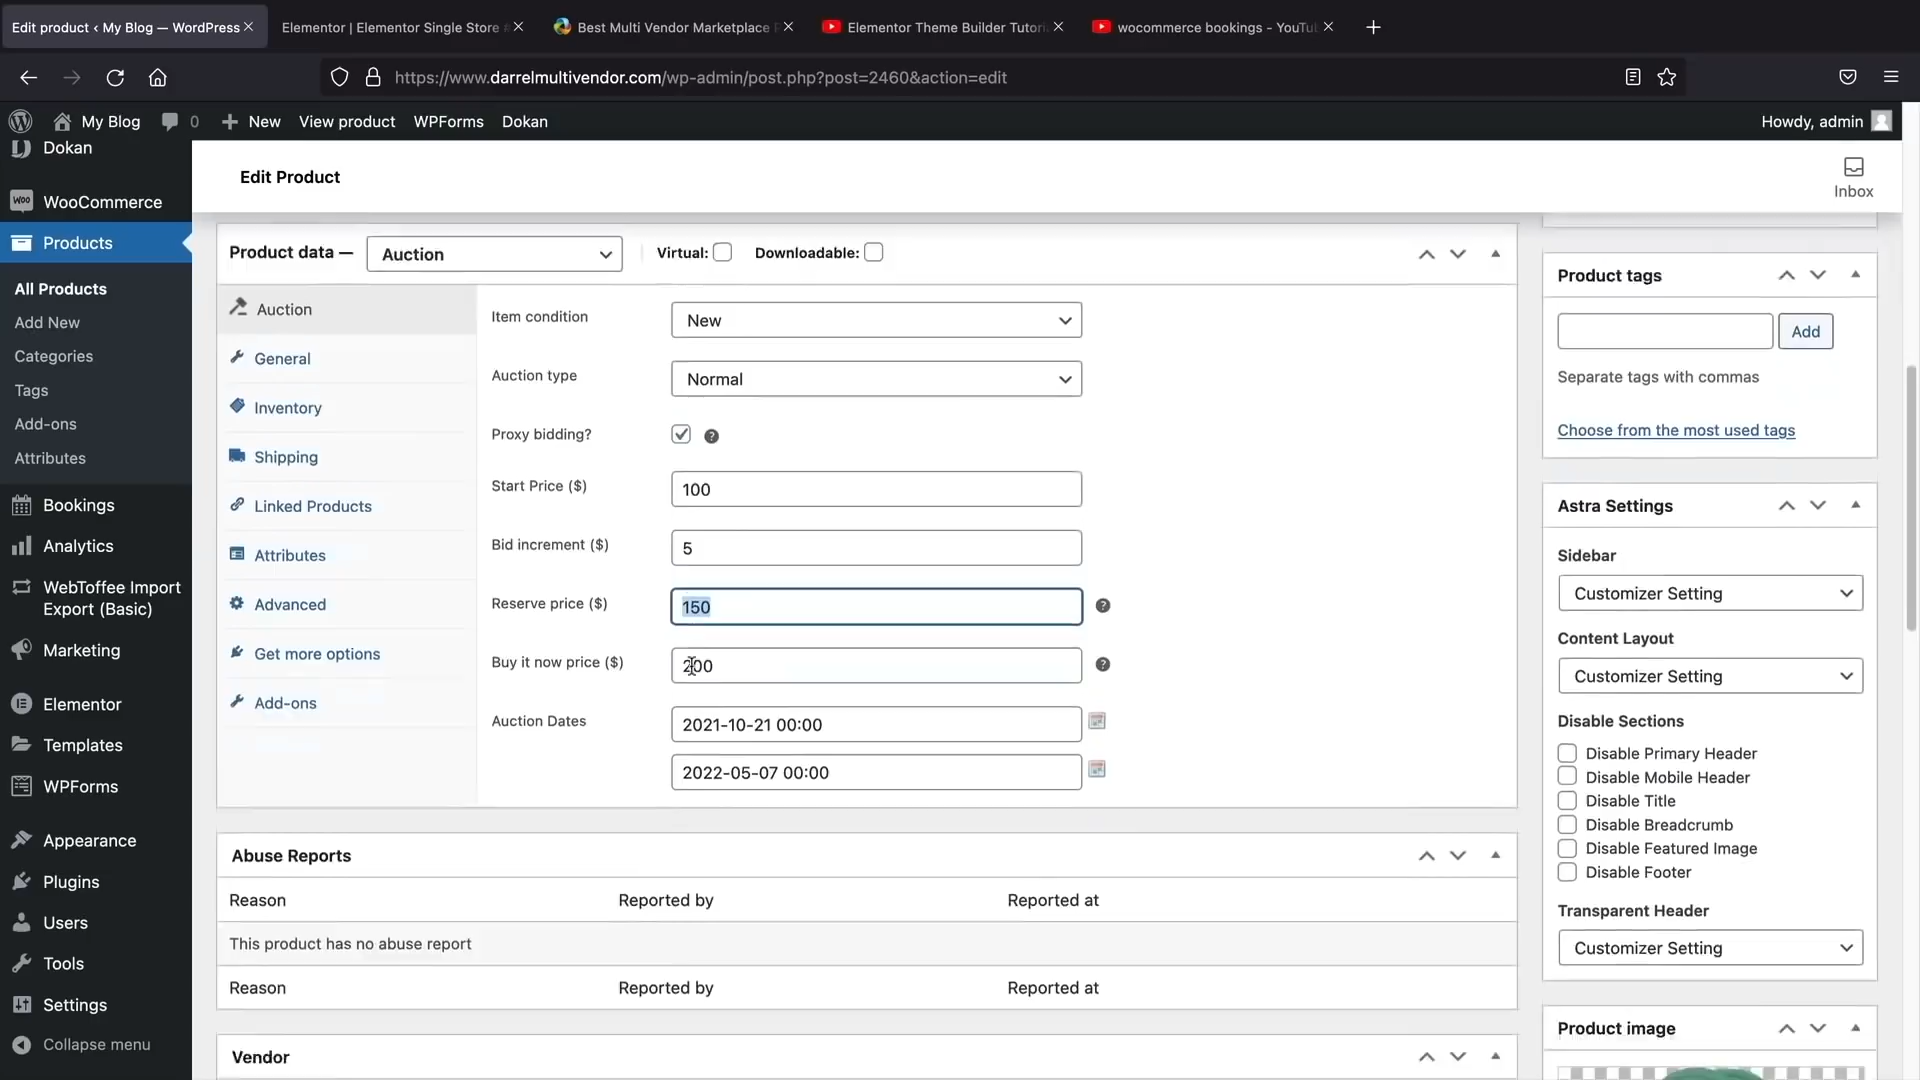 Edit product ‹ My Blog — WordPress
Elementor | Elementor Single Store
Best Multi Vendor Marketplace
Elementor Theme Builder Tutori
wocommerce bookings - YouTu
https://www.darrelmultivendor.com/wp-admin/post.php?post=2460&action=edit
My Blog
0
New
View product
WPForms
Dokan
Howdy, admin
Dokan
WooCommerce
Products
All Products
Add New
Categories
Tags
Add-ons
Attributes
Bookings
Analytics
WebToffee Import
Export (Basic)
Marketing
Elementor
Templates
WPForms
Appearance
Plugins
Users
Tools
Settings
Collapse menu
Edit Product
Inbox
Product data —
Auction
Virtual:
Downloadable:
Auction
General
Inventory
Shipping
Linked Products
Attributes
Advanced
Get more options
Add-ons
Item condition
New
Auction type
Normal
Proxy bidding?
Start Price ($)
100
Bid increment ($)
5
Reserve price ($)
150
Buy it now price ($)
200
Auction Dates
2021-10-21 00:00
2022-05-07 00:00
Abuse Reports
Reason Reported by Reported at
This product has no abuse report
Reason Reported by Reported at
Vendor
Product tags
Add
Separate tags with commas
Choose from the most used tags
Astra Settings
Sidebar
Customizer Setting
Content Layout
Customizer Setting
Disable Sections
Disable Primary Header
Disable Mobile Header
Disable Title
Disable Breadcrumb
Disable Featured Image
Disable Footer
Transparent Header
Customizer Setting
Product image